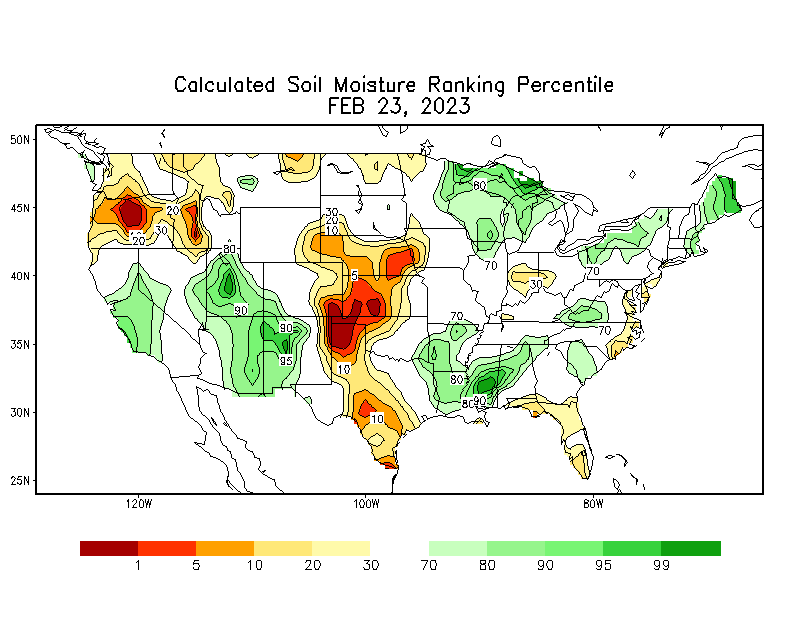 Calculated Soil Moisture Ranking Percentile
FEB 23, 2023
50N
45N
40N
35N
30N
25N
80
20
30
20
30
20
10
80
70
5
70
30
90
90
70
70
95
10
80
90
80
10
120W
100W
80W
1 5 10 20 30 70 80 90 95 99